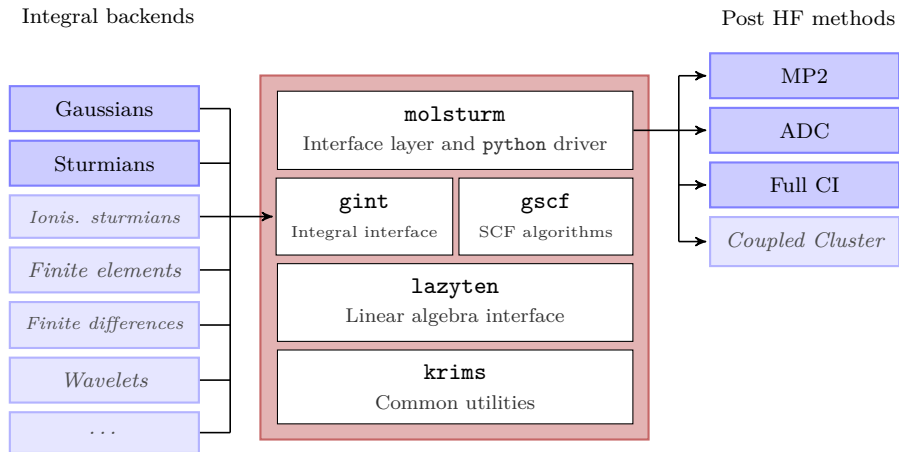 Integral backends
Gaussians
Sturmians
Ionis. sturmians
Finite elements
Finite differences
Wavelets
...
molsturm
Interface layer and python driver
gint
Integral interface
gscf
SCF algorithms
lazyten
Linear algebra interface
krims
Common utilities
Post HF methods
MP2
ADC
Full CI
Coupled Cluster